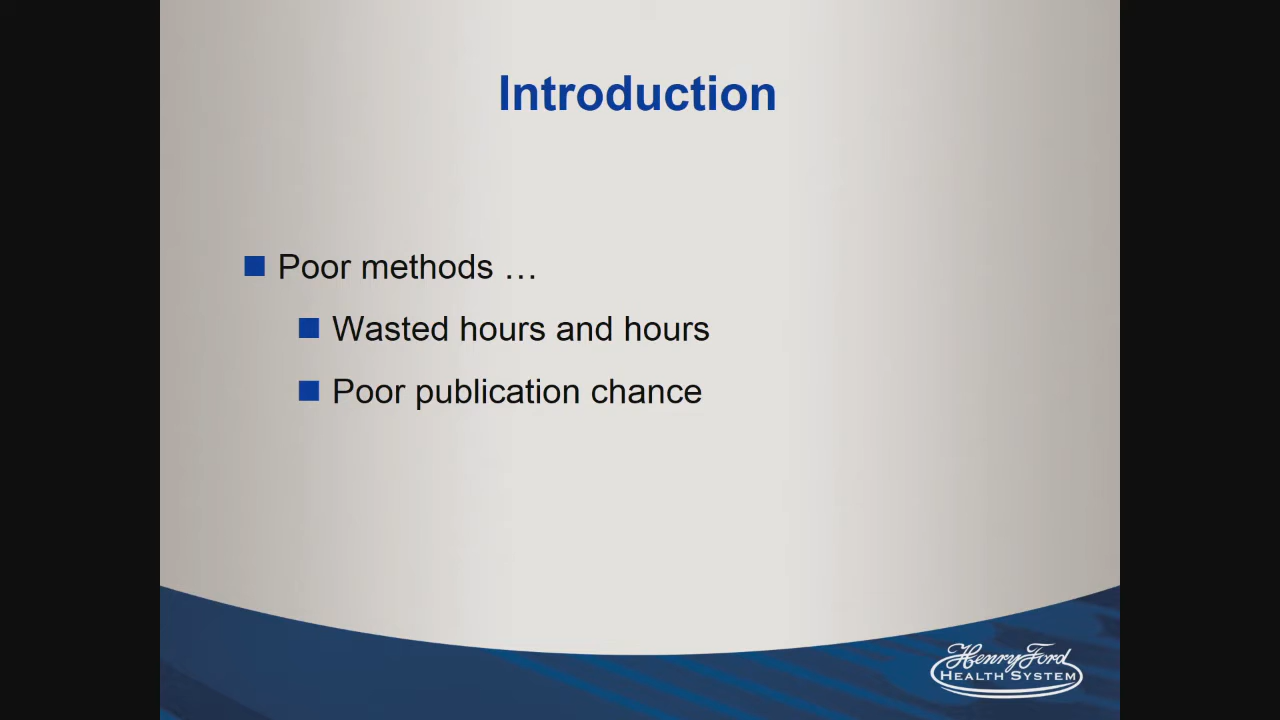 Introduction
Poor methods …
Wasted hours and hours
Poor publication chance
Henry Ford
HEALTH SYSTEM